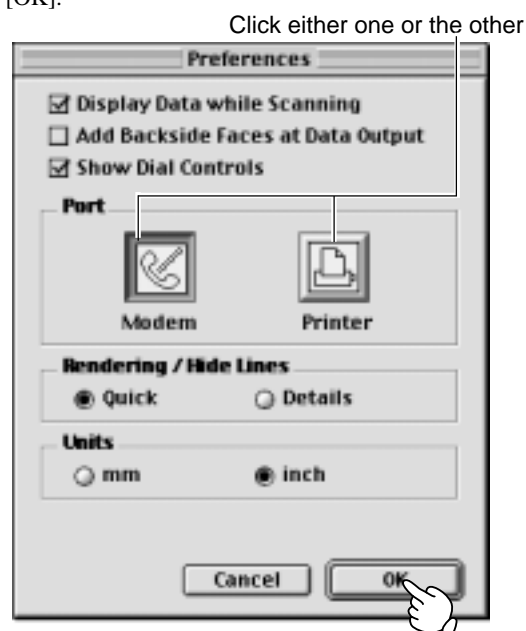 [OK].
Click either one or the other
Preferences
Display Data while Scanning
Add Backside Faces at Data Output
Show Dial Controls
Port
Modem Printer
Rendering / Hide Lines
Quick Details
Units
mm inch
Cancel OK